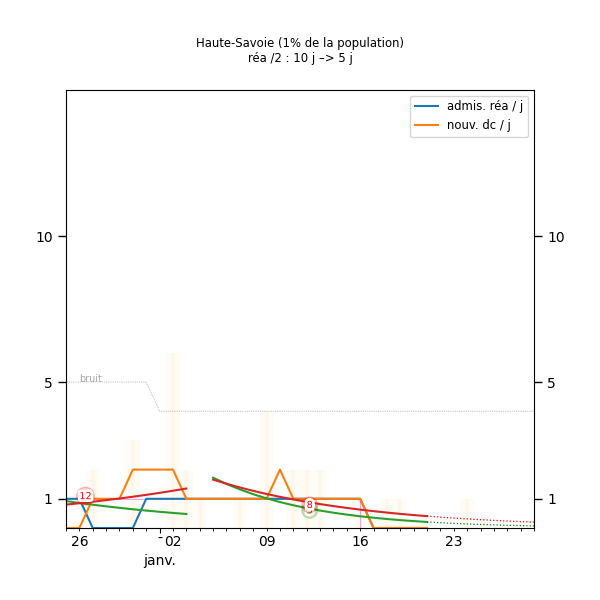 Haute-Savoie (1% de la population)
réa /2 : 10 j –> 5 j
admis. réa / j
nouv. dc / j
10 10
bruit
5 5
12
8
1 1
26 02 09 16 23
janv.